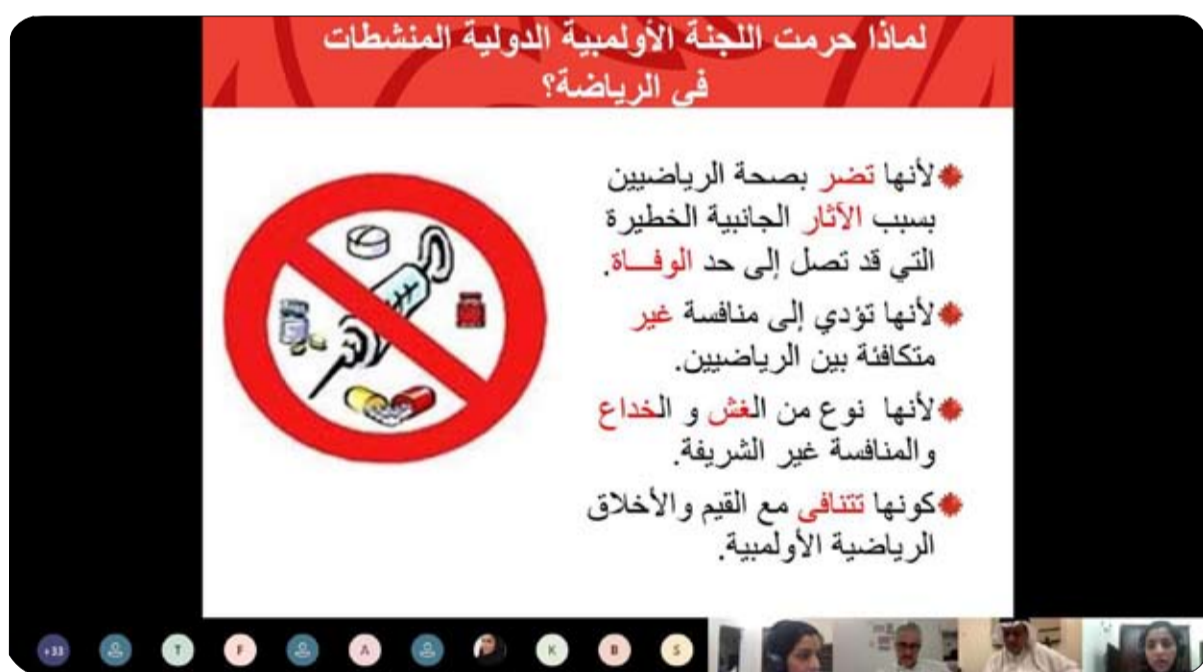 لماذا حرمت اللجنة الأولمبية الدولية المنشطات
في الرياضة؟
لأنها تضر بصحة الرياضيين
بسبب الآثار الجانبية الخطيرة
التي قد تصل إلى حد الوفـــاة.
لأنها تؤدي إلى منافسة غير
متكافئة بين الرياضيين.
لأنها نوع من الغش و الخداع
والمنافسة غير الشريفة.
كونها تتنافى مع القيم والأخلاق
الرياضية الأولمبية.
+33 T F A K B S